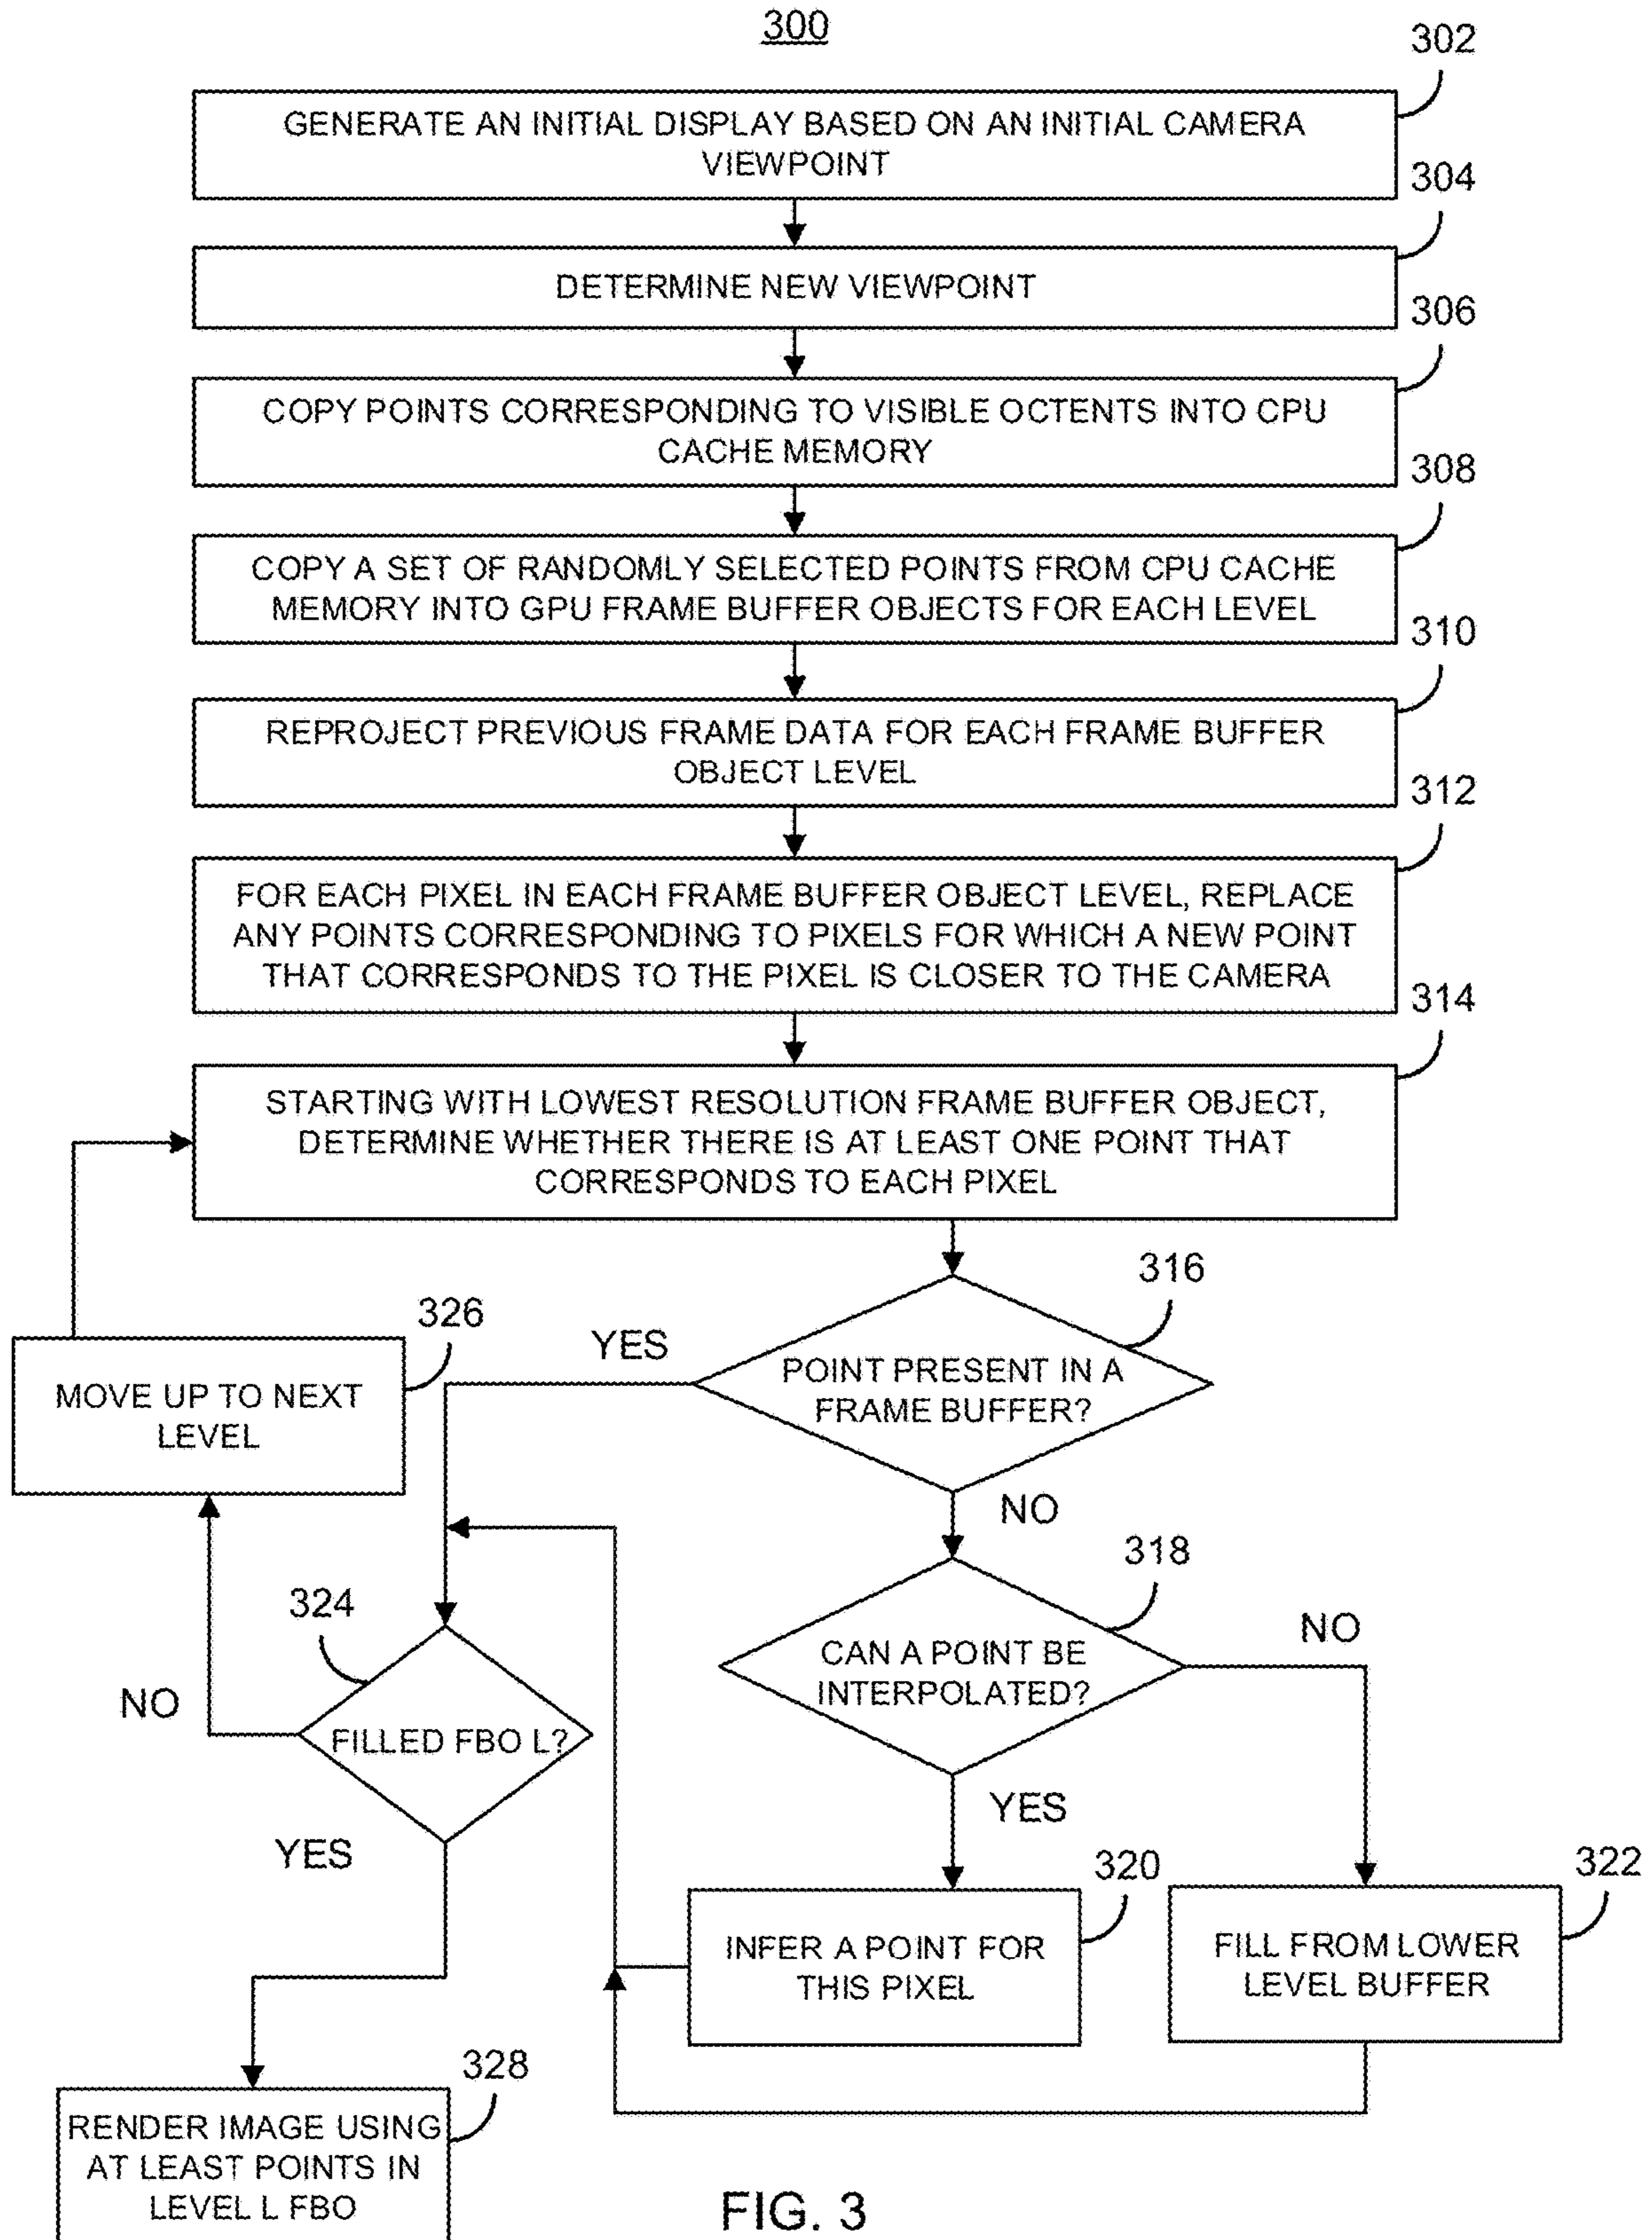 300
302
GENERATE AN INITIAL DISPLAY BASED ON AN INITIAL CAMERA
VIEWPOINT
304
DETERMINE NEW VIEWPOINT
306
COPY POINTS CORRESPONDING TO VISIBLE OCTENTS INTO CPU
CACHE MEMORY
308
COPY A SET OF RANDOMLY SELECTED POINTS FROM CPU CACHE
MEMORY INTO GPU FRAME BUFFER OBJECTS FOR EACH LEVEL
310
REPROJECT PREVIOUS FRAME DATA FOR EACH FRAME BUFFER
OBJECT LEVEL
312
FOR EACH PIXEL IN EACH FRAME BUFFER OBJECT LEVEL, REPLACE
ANY POINTS CORRESPONDING TO PIXELS FOR WHICH A NEW POINT
THAT CORRESPONDS TO THE PIXEL IS CLOSER TO THE CAMERA
314
STARTING WITH LOWEST RESOLUTION FRAME BUFFER OBJECT,
DETERMINE WHETHER THERE IS AT LEAST ONE POINT THAT
CORRESPONDS TO EACH PIXEL
316
POINT PRESENT IN A
FRAME BUFFER?
YES
NO
326
MOVE UP TO NEXT
LEVEL
318
CAN A POINT BE
INTERPOLATED?
NO
YES
324
FILLED FBO L?
NO
YES
320
INFER A POINT FOR
THIS PIXEL
322
FILL FROM LOWER
LEVEL BUFFER
328
RENDER IMAGE USING
AT LEAST POINTS IN
LEVEL L FBO
FIG. 3